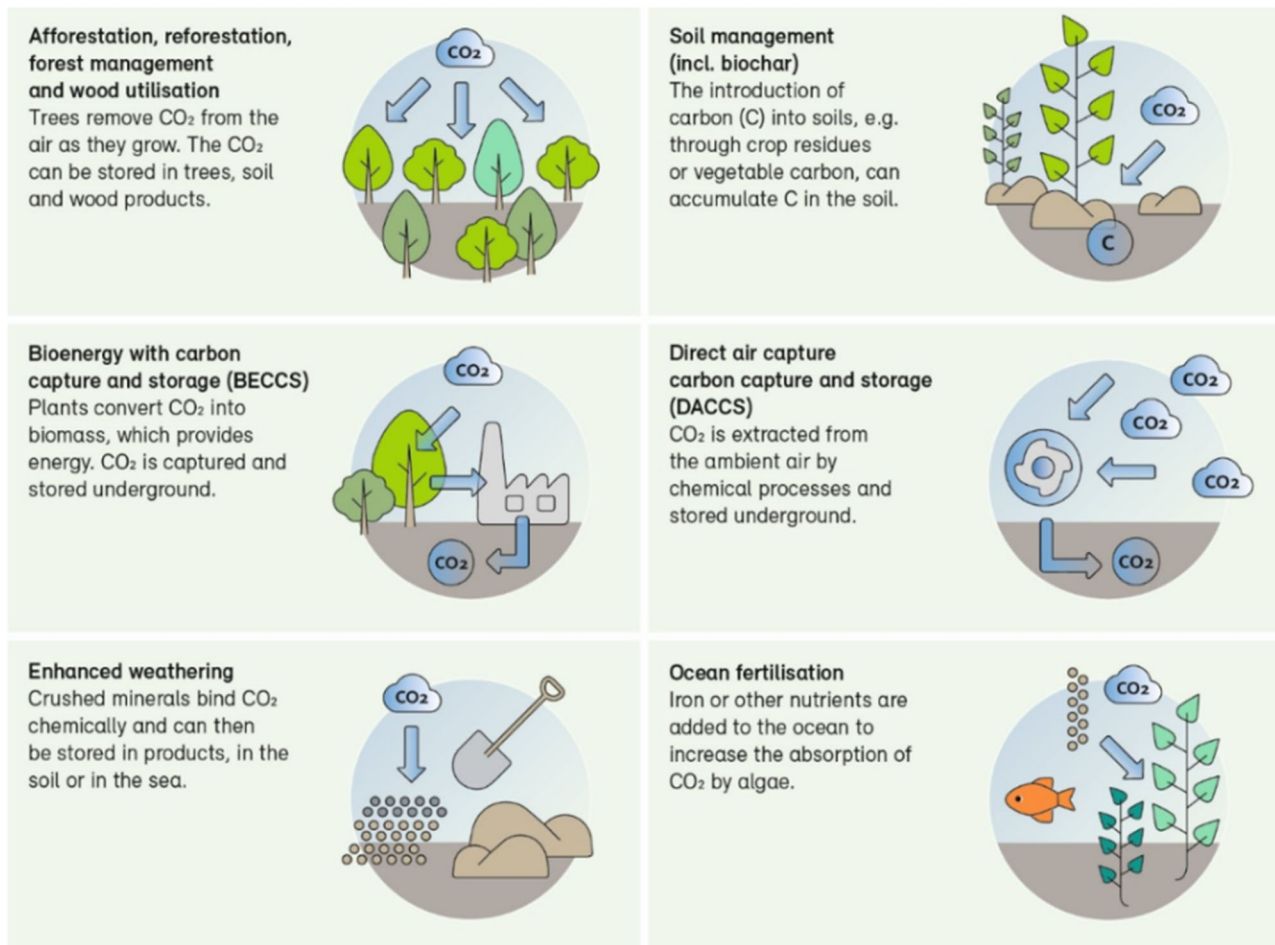 Afforestation, reforestation,
forest management
and wood utilisation
Trees remove CO₂ from the
air as they grow. The CO₂
can be stored in trees, soil
and wood products.
CO2
Soil management
(incl. biochar)
The introduction of
carbon (C) into soils, e.g.
through crop residues
or vegetable carbon, can
accumulate C in the soil.
CO2
C
Bioenergy with carbon
capture and storage (BECCS)
Plants convert CO₂ into
biomass, which provides
energy. CO₂ is captured and
stored underground.
CO2
CO2
Direct air capture
carbon capture and storage
(DACCS)
CO₂ is extracted from
the ambient air by
chemical processes and
stored underground.
CO2
CO2
CO2
CO2
Enhanced weathering
Crushed minerals bind CO₂
chemically and can then
be stored in products, in the
soil or in the sea.
CO2
Ocean fertilisation
Iron or other nutrients are
added to the ocean to
increase the absorption of
CO₂ by algae.
CO2